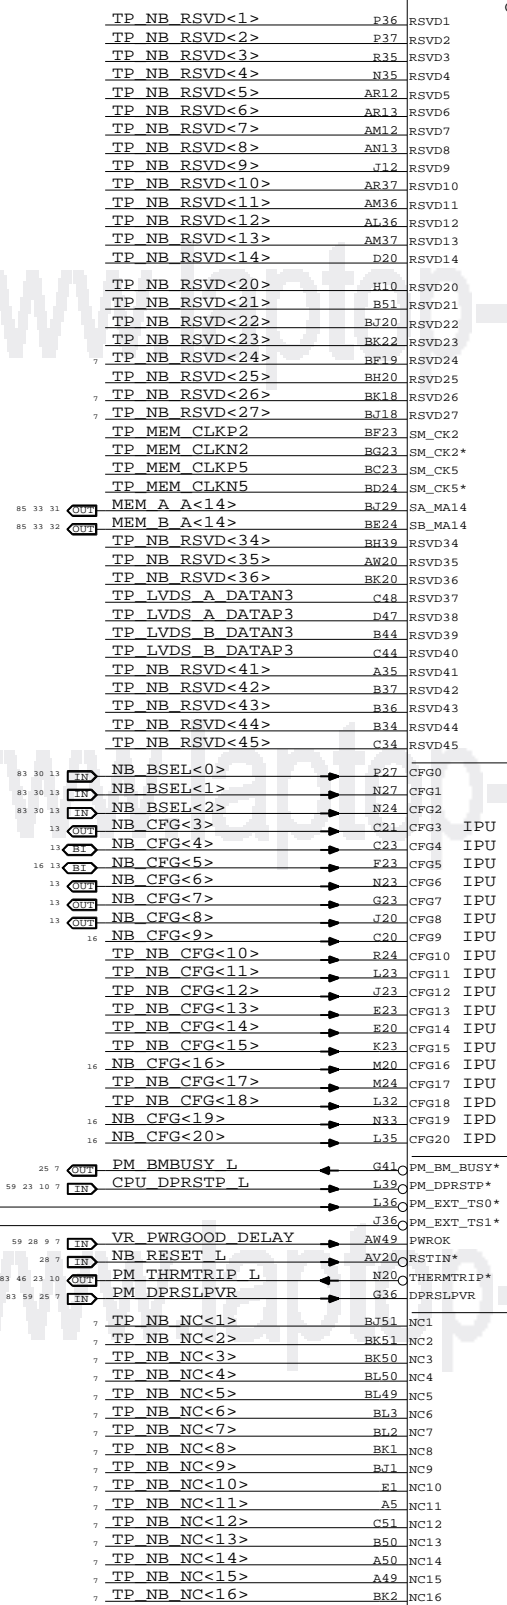 TP_NB_RSVD<1> P36 RSVD1
TP_NB_RSVD<2> P37 RSVD2
TP_NB_RSVD<3> R35 RSVD3
TP_NB_RSVD<4> N35 RSVD4
TP_NB_RSVD<5> AR12 RSVD5
TP_NB_RSVD<6> AR13 RSVD6
TP_NB_RSVD<7> AM12 RSVD7
TP_NB_RSVD<8> AN13 RSVD8
TP_NB_RSVD<9> J12 RSVD9
TP_NB_RSVD<10> AR37 RSVD10
TP_NB_RSVD<11> AM36 RSVD11
TP_NB_RSVD<12> AL36 RSVD12
TP_NB_RSVD<13> AM37 RSVD13
TP_NB_RSVD<14> D20 RSVD14
www.laptop-
TP_NB_RSVD<20> H10 RSVD20
TP_NB_RSVD<21> B51 RSVD21
TP_NB_RSVD<22> BJ20 RSVD22
TP_NB_RSVD<23> BK22 RSVD23
7 TP_NB_RSVD<24> BF19 RSVD24
TP_NB_RSVD<25> BH20 RSVD25
7 TP_NB_RSVD<26> BK18 RSVD26
7 TP_NB_RSVD<27> BJ18 RSVD27
TP_MEM_CLKP2 BF23 SM_CK2
TP_MEM_CLKN2 BG23 SM_CK2*
TP_MEM_CLKP5 BC23 SM_CK5
TP_MEM_CLKN5 BD24 SM_CK5*
85 33 31 OUT MEM_A_A<14> BJ29 SA_MA14
85 33 32 OUT MEM_B_A<14> BE24 SB_MA14
TP_NB_RSVD<34> BH39 RSVD34
TP_NB_RSVD<35> AW20 RSVD35
TP_NB_RSVD<36> BK20 RSVD36
TP_LVDS_A_DATAN3 C48 RSVD37
TP_LVDS_A_DATAP3 D47 RSVD38
TP_LVDS_B_DATAN3 B44 RSVD39
TP_LVDS_B_DATAP3 C44 RSVD40
TP_NB_RSVD<41> A35 RSVD41
TP_NB_RSVD<42> B37 RSVD42
TP_NB_RSVD<43> B36 RSVD43
TP_NB_RSVD<44> B34 RSVD44
TP_NB_RSVD<45> C34 RSVD45
www.laptop-
83 30 13 IN NB_BSEL<0> P27 CFG0
83 30 13 IN NB_BSEL<1> N27 CFG1
83 30 13 IN NB_BSEL<2> N24 CFG2
13 OUT NB_CFG<3> C21 CFG3 IPU
13 BI NB_CFG<4> C23 CFG4 IPU
16 13 BI NB_CFG<5> F23 CFG5 IPU
13 OUT NB_CFG<6> N23 CFG6 IPU
13 OUT NB_CFG<7> G23 CFG7 IPU
13 OUT NB_CFG<8> J20 CFG8 IPU
16 NB_CFG<9> C20 CFG9 IPU
TP_NB_CFG<10> R24 CFG10 IPU
TP_NB_CFG<11> L23 CFG11 IPU
TP_NB_CFG<12> J23 CFG12 IPU
TP_NB_CFG<13> E23 CFG13 IPU
TP_NB_CFG<14> E20 CFG14 IPU
TP_NB_CFG<15> K23 CFG15 IPU
16 NB_CFG<16> M20 CFG16 IPU
TP_NB_CFG<17> M24 CFG17 IPU
TP_NB_CFG<18> L32 CFG18 IPD
16 NB_CFG<19> N33 CFG19 IPD
16 NB_CFG<20> L35 CFG20 IPD
25 7 OUT PM_BMBUSY_L G41 PM_BM_BUSY*
59 23 10 7 IN CPU_DPRSTP_L L39 PM_DPRSTP*
L36 PM_EXT_TS0*
J36 PM_EXT_TS1*
59 28 9 7 IN VR_PWRGOOD_DELAY AW49 PWROK
28 7 IN NB_RESET_L AV20 RSTIN*
83 46 23 10 OUT PM_THRMTRIP_L N20 THERMTRIP*
83 59 25 7 IN PM_DPRSLPVR G36 DPRSLPVR
www.laptop-
7 TP_NB_NC<1> BJ51 NC1
7 TP_NB_NC<2> BK51 NC2
7 TP_NB_NC<3> BK50 NC3
7 TP_NB_NC<4> BL50 NC4
7 TP_NB_NC<5> BL49 NC5
7 TP_NB_NC<6> BL3 NC6
7 TP_NB_NC<7> BL2 NC7
7 TP_NB_NC<8> BK1 NC8
7 TP_NB_NC<9> BJ1 NC9
7 TP_NB_NC<10> E1 NC10
7 TP_NB_NC<11> A5 NC11
7 TP_NB_NC<12> C51 NC12
7 TP_NB_NC<13> B50 NC13
7 TP_NB_NC<14> A50 NC14
7 TP_NB_NC<15> A49 NC15
7 TP_NB_NC<16> BK2 NC16